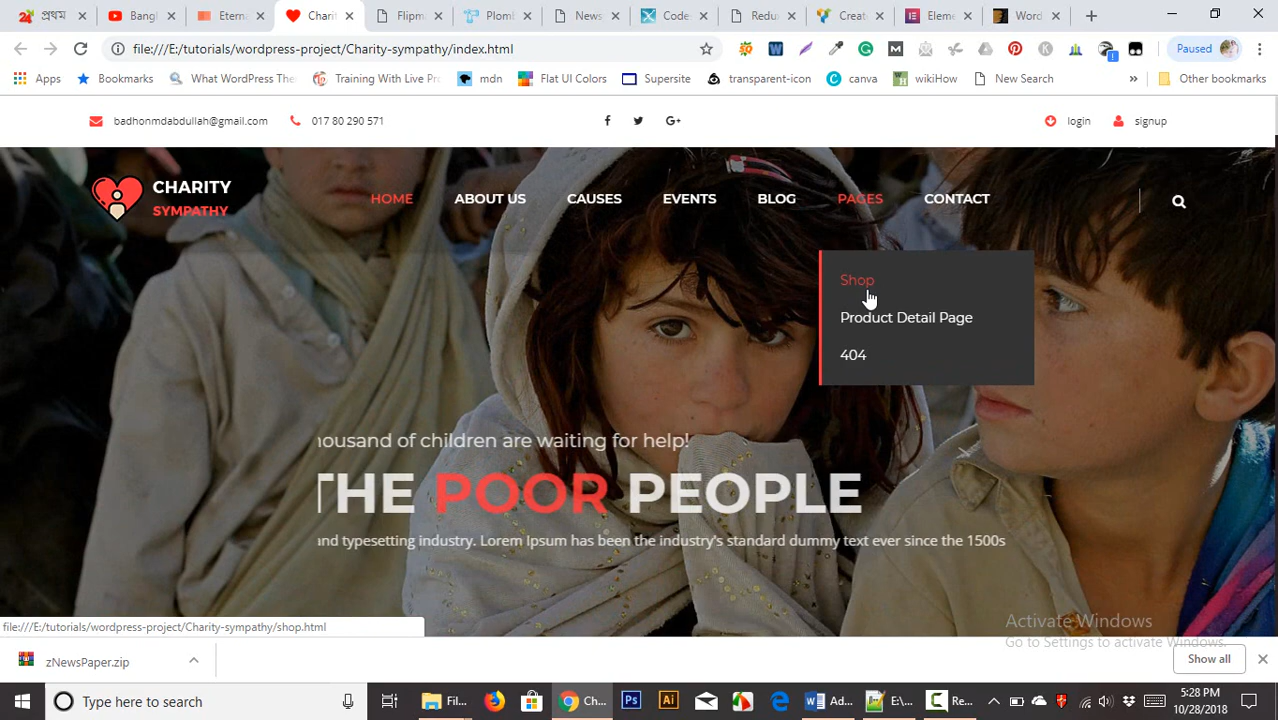 প্রথম
Bangl
Etern
Charit
Flipm
Plomb
News
Code
Redu
Create
Eleme
Word
file:///E:/tutorials/wordpress-project/Charity-sympathy/index.html
Paused
Apps
Bookmarks
What WordPress The
Training With Live Pr
mdn
Flat UI Colors
Supersite
transparent-icon
canva
wikiHow
New Search
»
Other bookmarks
badhonmdabdullah@gmail.com
017 80 290 571
login
signup
CHARITY
SYMPATHY
HOME
ABOUT US
CAUSES
EVENTS
BLOG
PAGES
CONTACT
Shop
Product Detail Page
404
housand of children are waiting for help!
THE POOR PEOPLE
and typesetting industry. Lorem Ipsum has been the industry's standard dummy text ever since the 1500s
Activate Windows
Go to Settings to activate Windows.
file:///E:/tutorials/wordpress-project/Charity-sympathy/shop.html
zNewsPaper.zip
Show all
Type here to search
Fil...
Ch...
Ad...
E:\...
Re...
5:28 PM
10/28/2018